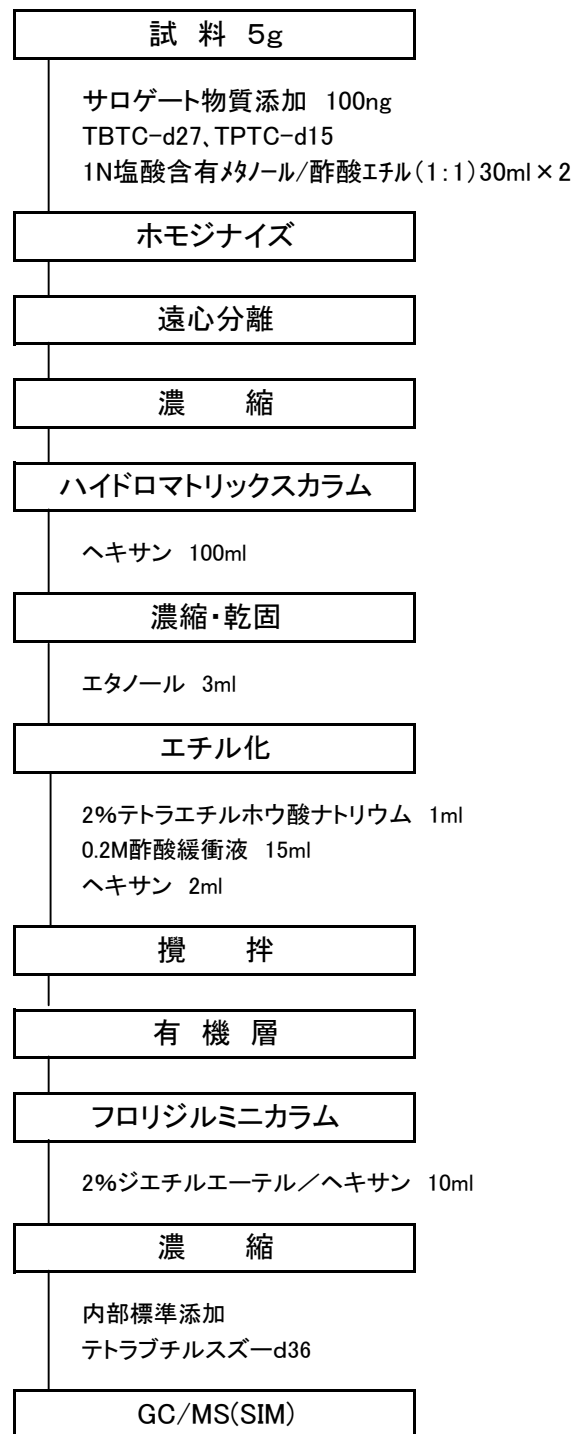 試 料 5g
サロゲート物質添加 100ng
TBTC-d27、TPTC-d15
1N塩酸含有メタノール/酢酸エチル(1:1)30ml×2
ホモジナイズ
遠心分離
濃 縮
ハイドロマトリックスカラム
ヘキサン 100ml
濃縮・乾固
エタノール 3ml
エチル化
2%テトラエチルホウ酸ナトリウム 1ml
0.2M酢酸緩衝液 15ml
ヘキサン 2ml
攪 拌
有 機 層
フロリジルミニカラム
2%ジエチルエーテル/ヘキサン 10ml
濃 縮
内部標準添加
テトラブチルスズーd36
GC/MS(SIM)